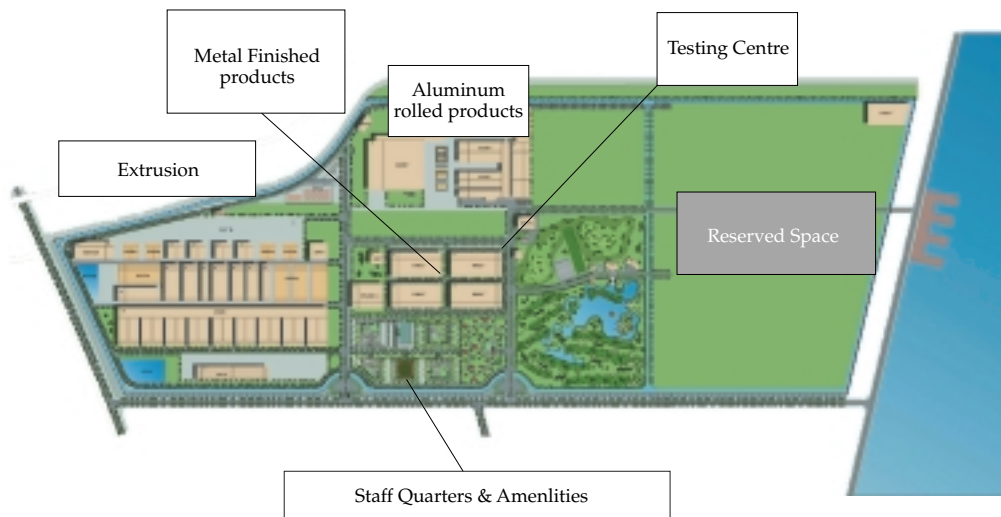 Metal Finished
products
Testing Centre
Aluminum
rolled products
Extrusion
Reserved Space
Staff Quarters & Amenlities